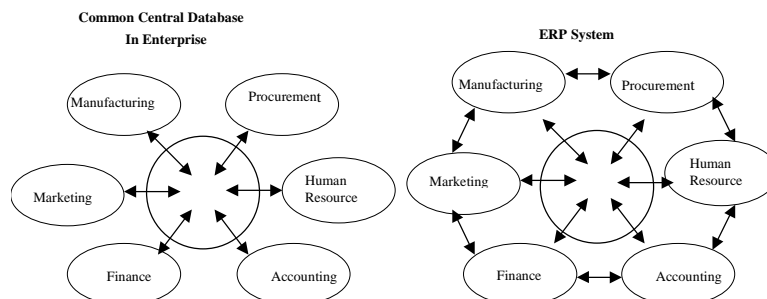 Common Central Database
In Enterprise
Manufacturing
Procurement
Marketing
Human
Resource
Finance
Accounting
ERP System
Manufacturing
Procurement
Marketing
Human
Resource
Finance
Accounting